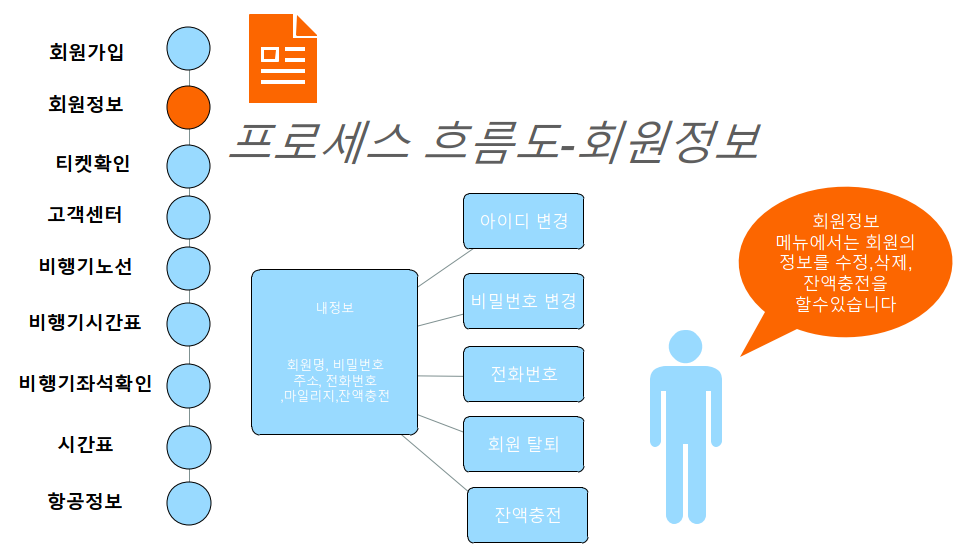 회원가입
회원정보
티켓확인
고객센터
비행기노선
비행기시간표
비행기좌석확인
시간표
항공정보
프로세스 흐름도-회원정보
내정보
회원명, 비밀번호
주소, 전화번호
,마일리지,잔액충전
아이디 변경
비밀번호 변경
전화번호
회원 탈퇴
잔액충전
회원정보
메뉴에서는 회원의
정보를 수정,삭제,
잔액충전을
할수있습니다